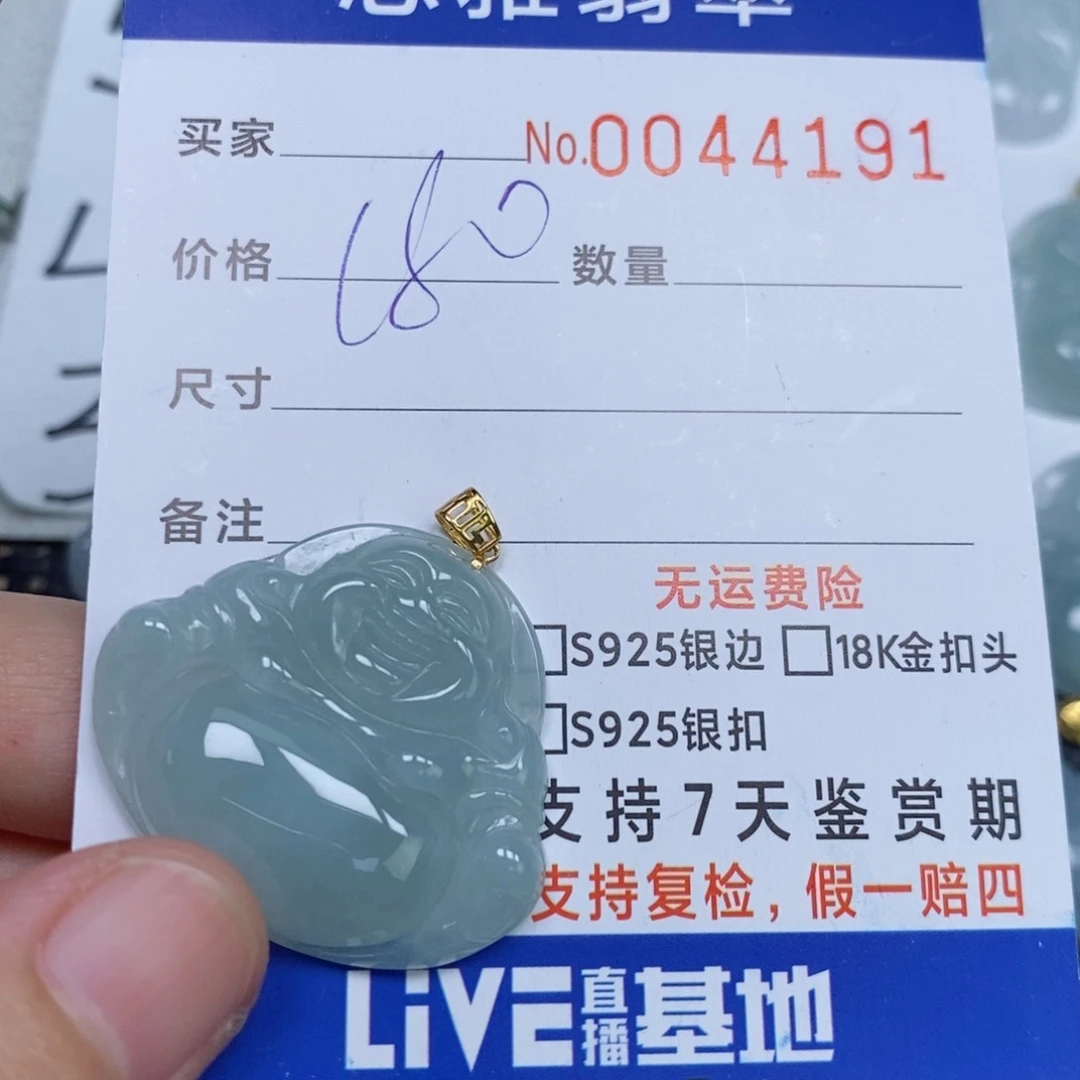 翡翠
买家 No.0044191
价格 180 数量
尺寸
备注
无运费险
S925银边 18K金扣头
S925银扣
支持7天鉴赏期
支持复检,假一赔四
LiVE直播基地